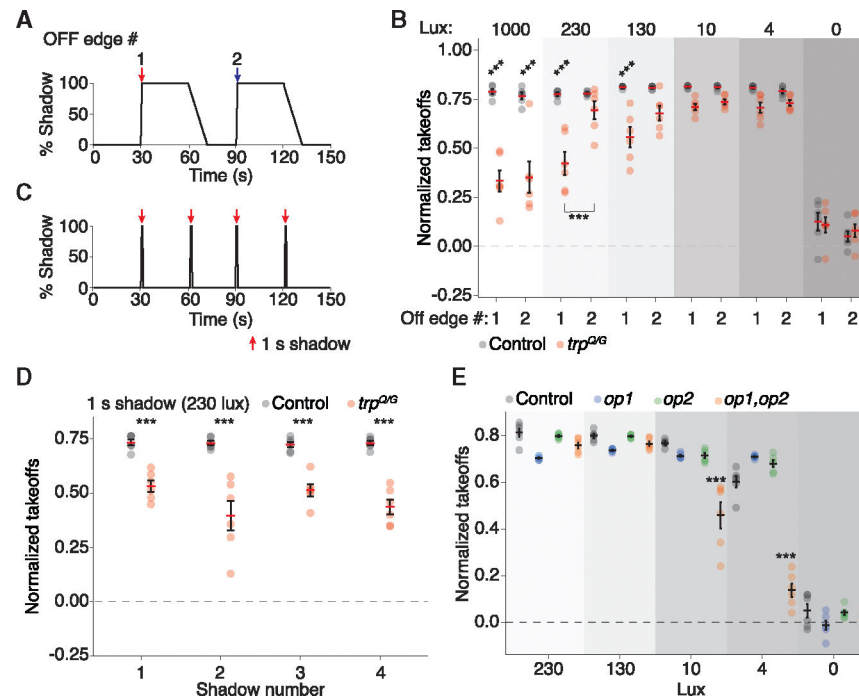 A
OFF edge #
1
2
% Shadow
100
50
0
0 30 60 90 120 150
Time (s)
C
% Shadow
100
50
0
0 30 60 90 120 150
Time (s)
1 s shadow
B
Lux: 1000 230 130 10 4 0
Normalized takeoffs
1.00
*** *** *** ***
0.75
0.50
0.25
***
0.00
-0.25
Off edge #: 1 2 1 2 1 2 1 2 1 2 1 2
Control trp^Q/G
D
1 s shadow (230 lux) Control trp^Q/G
*** *** *** ***
Normalized takeoffs
0.75
0.50
0.25
0.00
-0.25
1 2 3 4
Shadow number
E
Control op1 op2 op1,op2
Normalized takeoffs
0.8
0.6
0.4
0.2
0.0
***
***
230 130 10 4 0
Lux